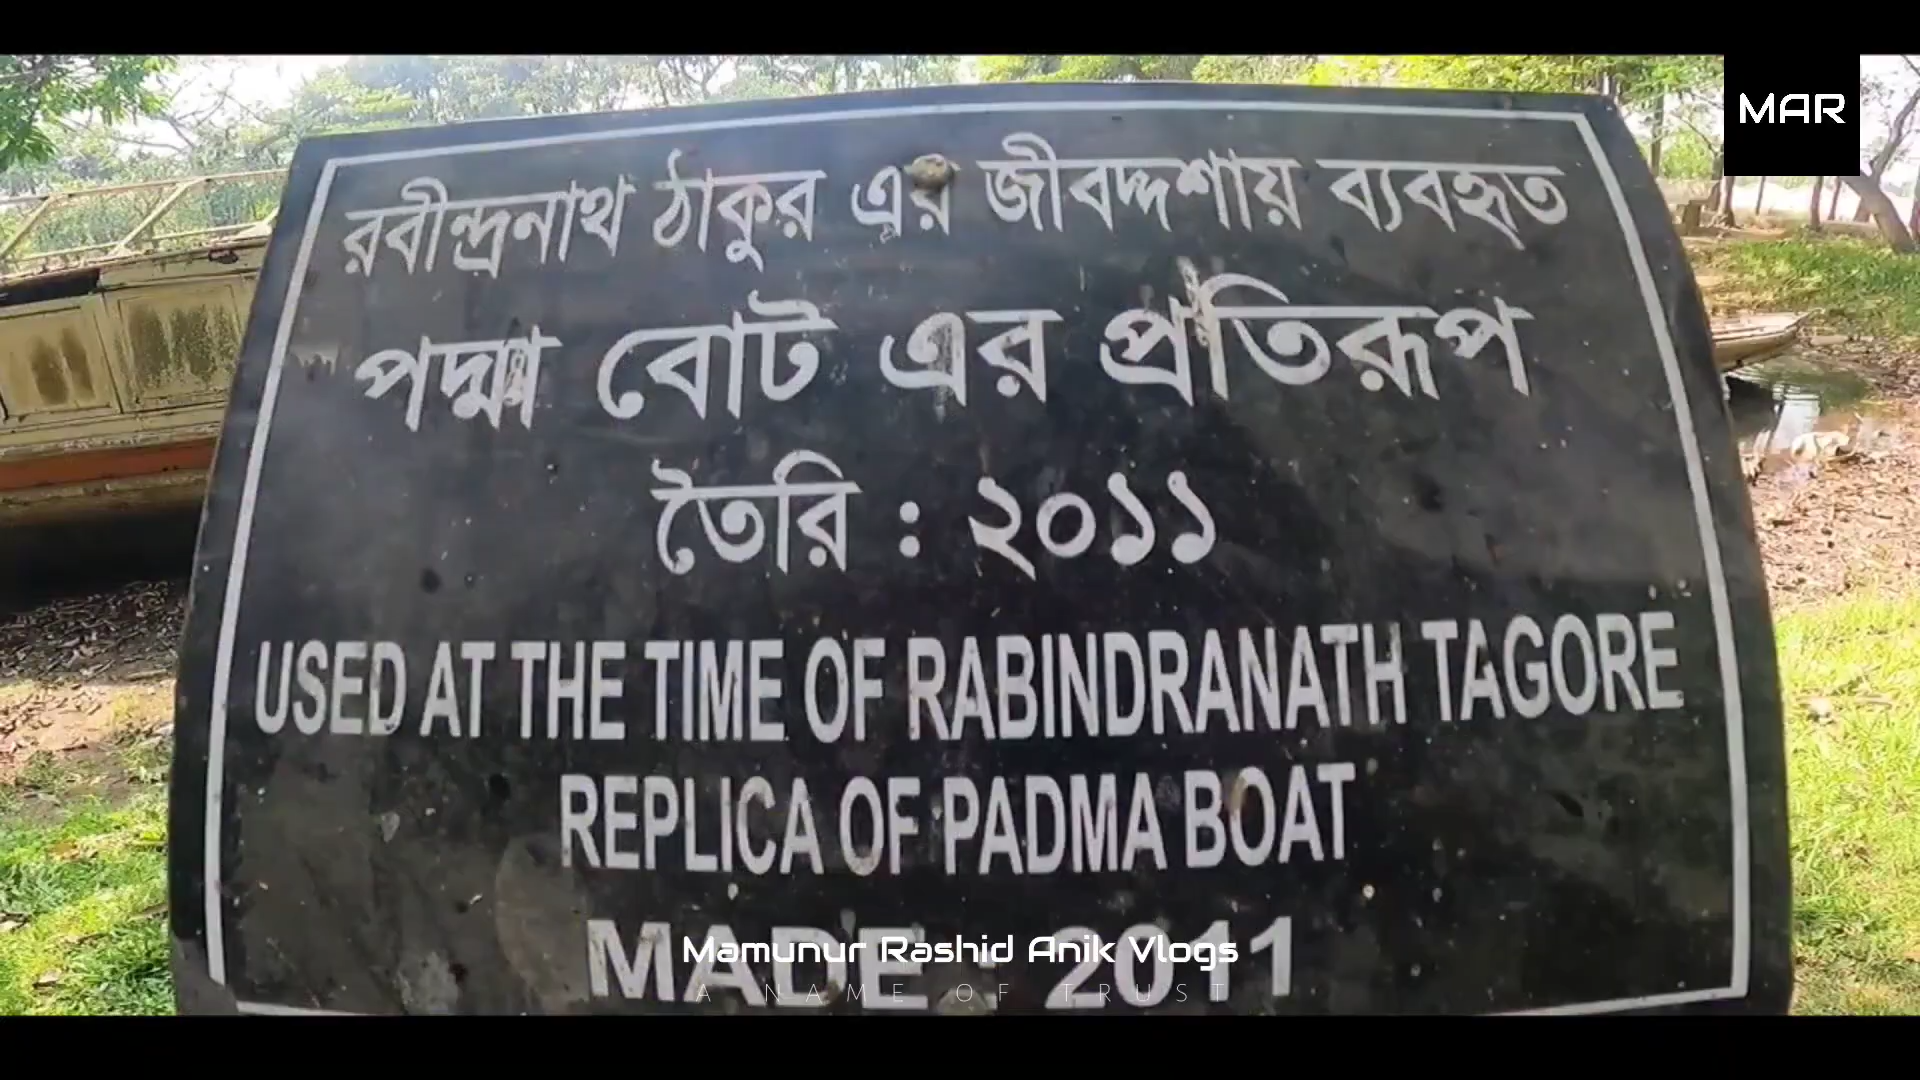 MAR
রবীন্দ্রনাথ ঠাকুর এর জীবদ্দশায় ব্যবহৃত
পদ্মা বোট এর প্রতিরূপ
তৈরি : ২০১১
USED AT THE TIME OF RABINDRANATH TAGORE
REPLICA OF PADMA BOAT
MADE : 2011
Mamunur Rashid Anik Vlogs
A NAME OF TRUST